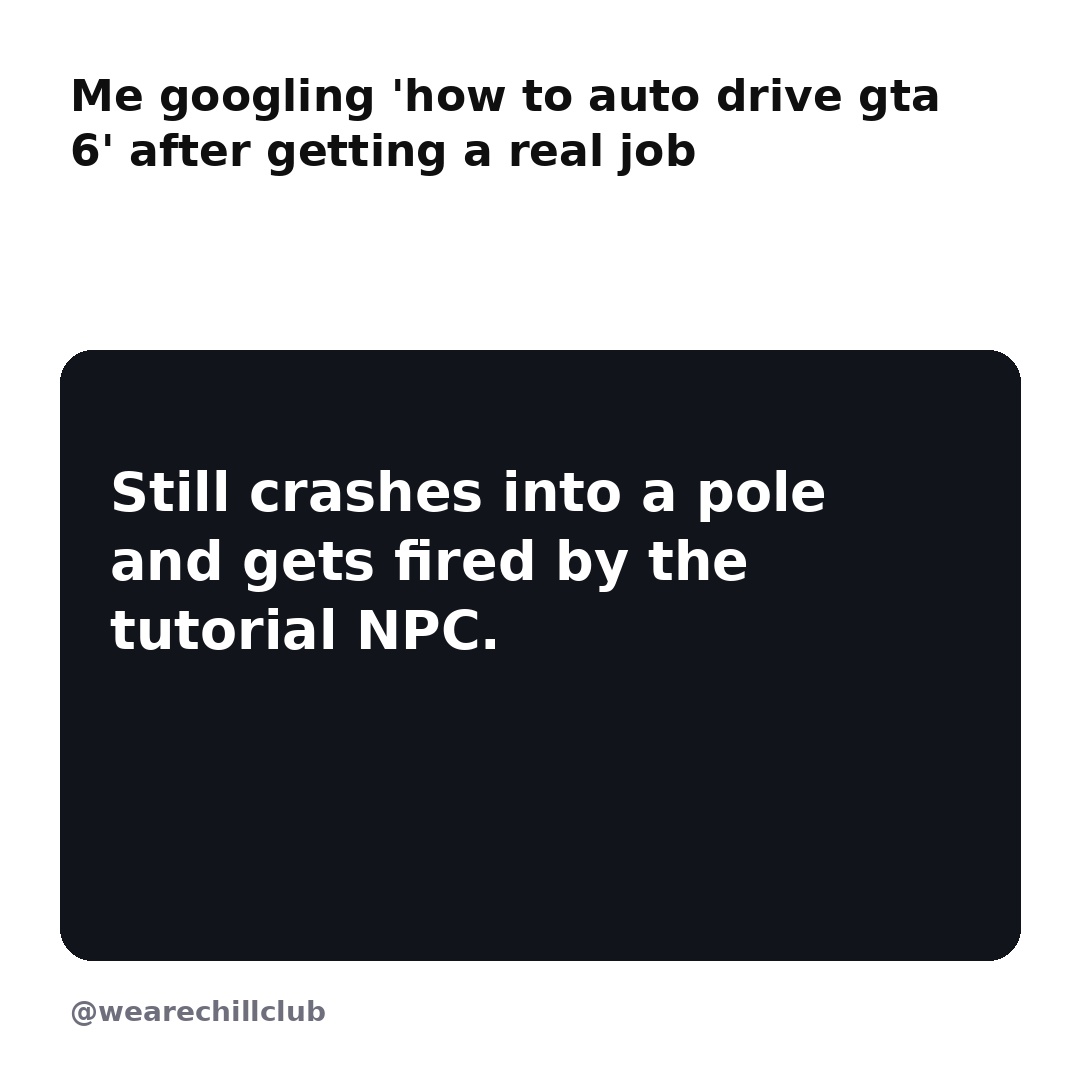 Me googling 'how to auto drive gta
6' after getting a real job
Still crashes into a pole
and gets fired by the
tutorial NPC.
@wearechillclub